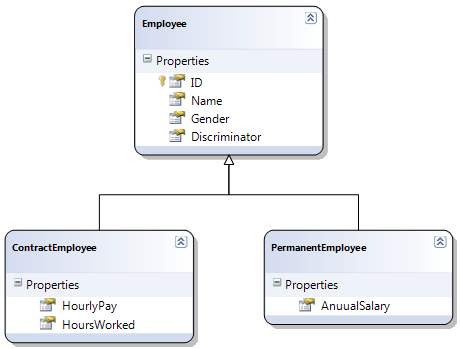 Employee
Properties
ID
Name
Gender
Discriminator
ContractEmployee
Properties
HourlyPay
HoursWorked
PermanentEmployee
Properties
AnuualSalary